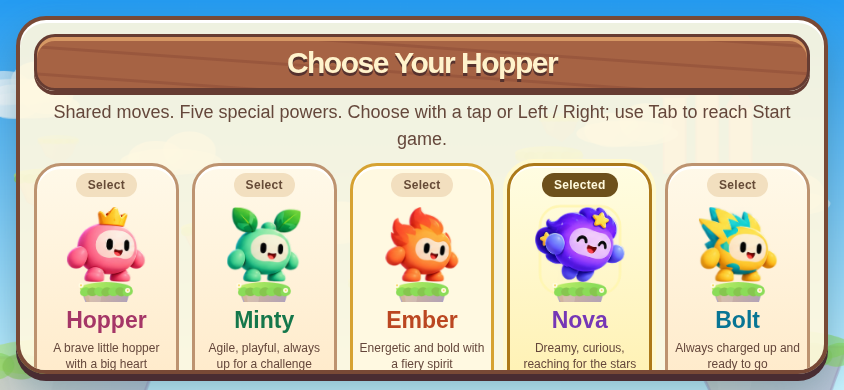 Choose Your Hopper
Shared moves. Five special powers. Choose with a tap or Left / Right; use Tab to reach Start
game.
Select
Hopper
A brave little hopper
with a big heart
Select
Minty
Agile, playful, always
up for a challenge
Select
Ember
Energetic and bold with
a fiery spirit
Selected
Nova
Dreamy, curious,
reaching for the stars
Select
Bolt
Always charged up and
ready to go